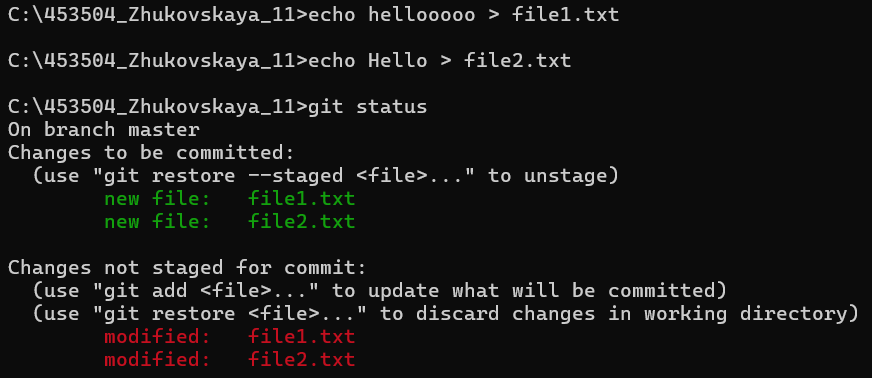 C:\453504_Zhukovskaya_11>echo hellooooo > file1.txt
C:\453504_Zhukovskaya_11>echo Hello > file2.txt
C:\453504_Zhukovskaya_11>git status
On branch master
Changes to be committed:
  (use "git restore --staged <file>..." to unstage)
        new file:   file1.txt
        new file:   file2.txt
Changes not staged for commit:
  (use "git add <file>..." to update what will be committed)
  (use "git restore <file>..." to discard changes in working directory)
        modified:   file1.txt
        modified:   file2.txt